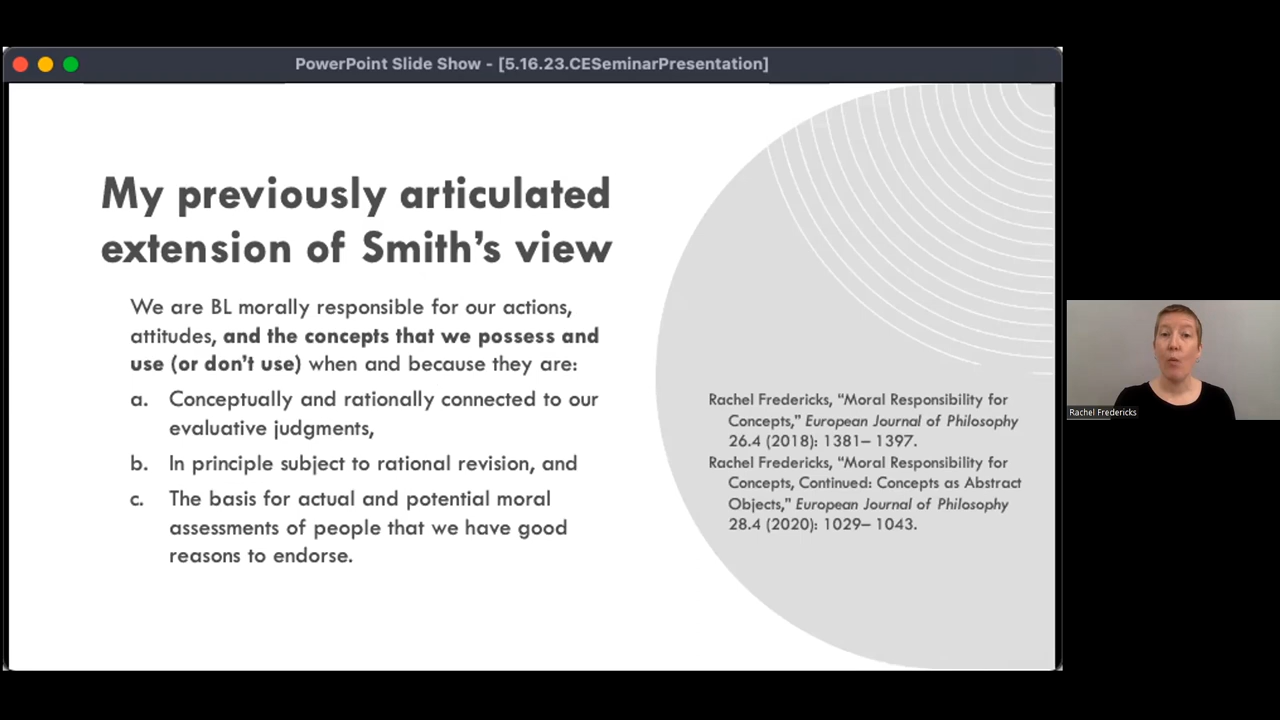 PowerPoint Slide Show - [5.16.23.CESeminarPresentation]
My previously articulated
extension of Smith’s view
We are BL morally responsible for our actions,
attitudes, and the concepts that we possess and
use (or don’t use) when and because they are:
a. Conceptually and rationally connected to our
evaluative judgments,
b. In principle subject to rational revision, and
c. The basis for actual and potential moral
assessments of people that we have good
reasons to endorse.
Rachel Fredericks, “Moral Responsibility for
Concepts,” European Journal of Philosophy
26.4 (2018): 1381– 1397.
Rachel Fredericks, “Moral Responsibility for
Concepts, Continued: Concepts as Abstract
Objects,” European Journal of Philosophy
28.4 (2020): 1029– 1043.
Rachel Fredericks